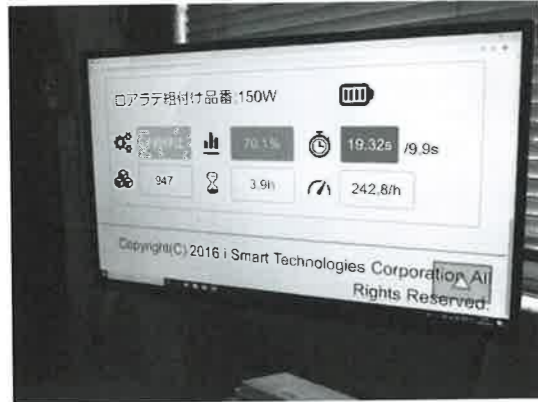 ロアラテ組付け品番:150W
70.1% 19.32s /9.9s
947 3.9h 242.8/h
Copyright(C) 2016 i Smart Technologies Corporation All
Rights Reserved.